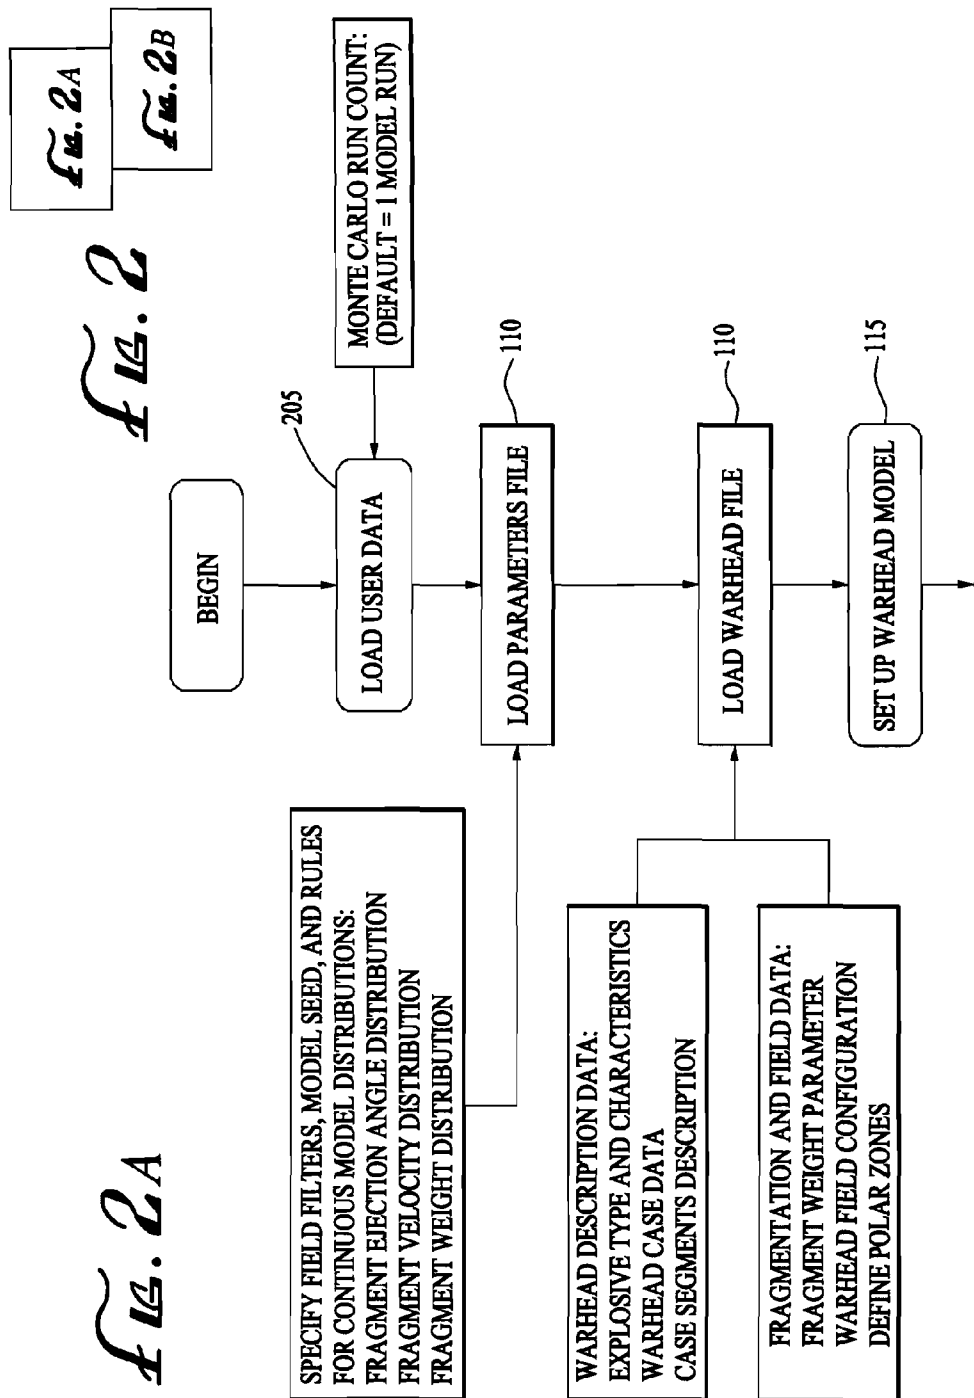 FIG. 2A
FIG. 2
FIG. 2A
FIG. 2B
BEGIN
MONTE CARLO RUN COUNT:
(DEFAULT = 1 MODEL RUN)
205
LOAD USER DATA
SPECIFY FIELD FILTERS, MODEL SEED, AND RULES
FOR CONTINUOUS MODEL DISTRIBUTIONS:
FRAGMENT EJECTION ANGLE DISTRIBUTION
FRAGMENT VELOCITY DISTRIBUTION
FRAGMENT WEIGHT DISTRIBUTION
LOAD PARAMETERS FILE
110
WARHEAD DESCRIPTION DATA:
EXPLOSIVE TYPE AND CHARACTERISTICS
WARHEAD CASE DATA
CASE SEGMENTS DESCRIPTION
LOAD WARHEAD FILE
110
FRAGMENTATION AND FIELD DATA:
FRAGMENT WEIGHT PARAMETER
WARHEAD FIELD CONFIGURATION
DEFINE POLAR ZONES
SET UP WARHEAD MODEL
115